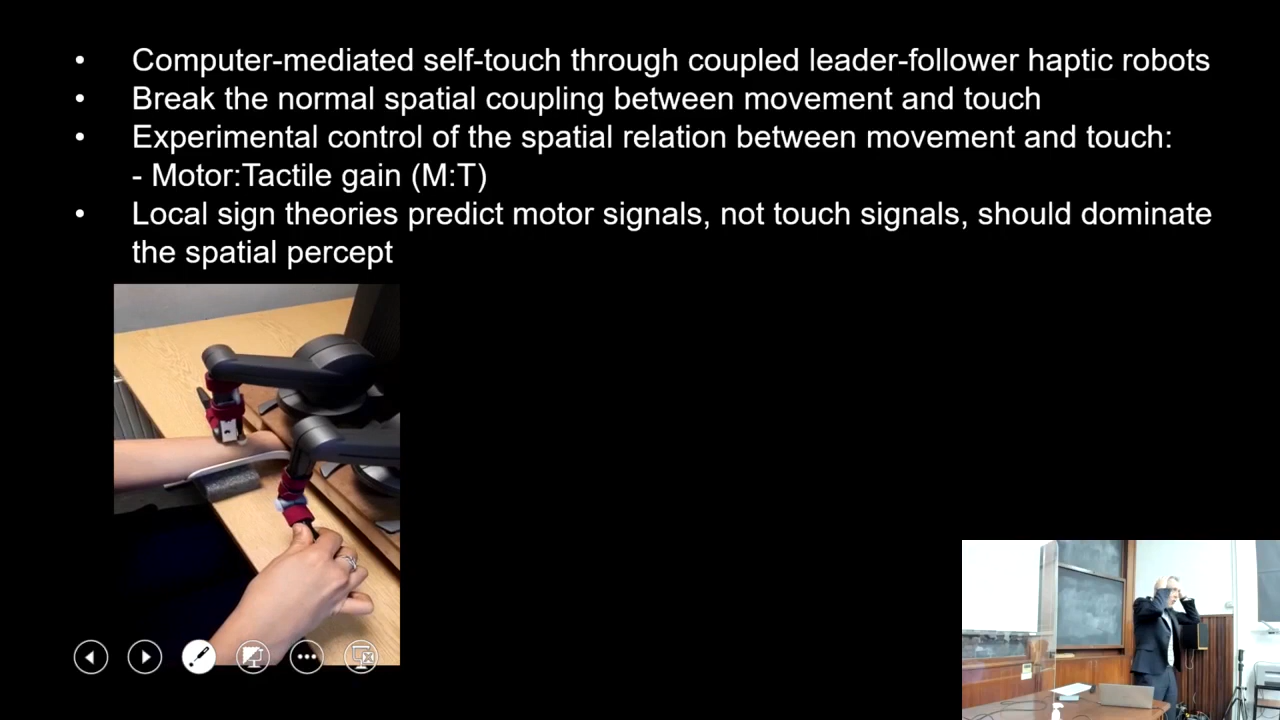 • Computer-mediated self-touch through coupled leader-follower haptic robots
• Break the normal spatial coupling between movement and touch
• Experimental control of the spatial relation between movement and touch:
- Motor:Tactile gain (M:T)
• Local sign theories predict motor signals, not touch signals, should dominate
the spatial percept